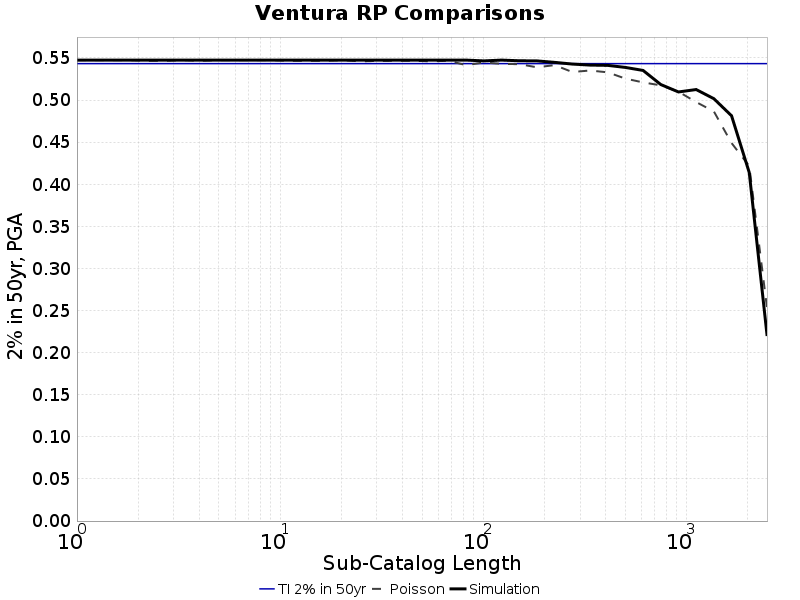 Ventura RP Comparisons
2% in 50yr, PGA
0.55
0.50
0.45
0.40
0.35
0.30
0.25
0.20
0.15
0.10
0.05
0.00
10^0 10^1 10^2 10^3
Sub-Catalog Length
TI 2% in 50yr Poisson Simulation